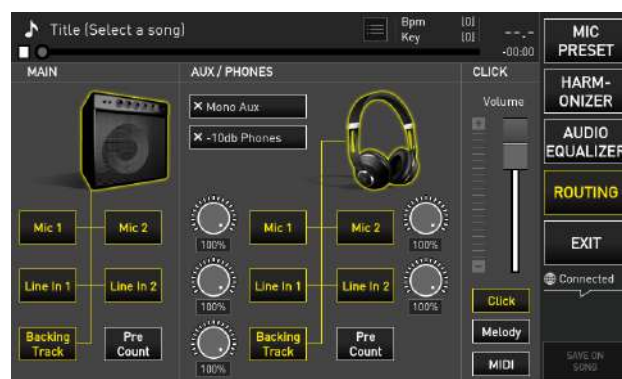 Title (Select a song)
Bpm [0]
Key [0]
--.-
-00:00
MAIN
AUX / PHONES
CLICK
× Mono Aux
× -10db Phones
Volume
Mic 1
Mic 2
100%
Mic 1
Mic 2
100%
Line In 1
Line In 2
100%
Line In 1
Line In 2
100%
Backing
Track
Pre
Count
100%
Backing
Track
Pre
Count
Click
Melody
MIDI
MIC
PRESET
HARM-
ONIZER
AUDIO
EQUALIZER
ROUTING
EXIT
Connected
SAVE ON
SONG